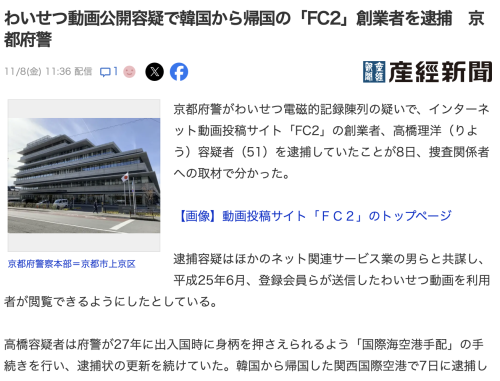 わいせつ動画公開容疑で韓国から帰国の「FC2」創業者を逮捕　京
都府警
11/8(金) 11:36 配信
1
産経新聞
京都府警がわいせつ電磁的記録陳列の疑いで、インターネ
ット動画投稿サイト「FC2」の創業者、高橋理洋（りよ
う）容疑者（51）を逮捕していたことが8日、捜査関係者
への取材で分かった。
【画像】動画投稿サイト「ＦＣ２」のトップページ
京都府警察本部＝京都市上京区
逮捕容疑はほかのネット関連サービス業の男らと共謀し、
平成25年6月、登録会員らが送信したわいせつ動画を利用
者が閲覧できるようにしたとしている。
高橋容疑者は府警が27年に出入国時に身柄を押さえられるよう「国際海空港手配」の手
続きを行い、逮捕状の更新を続けていた。韓国から帰国した関西国際空港で7日に逮捕し